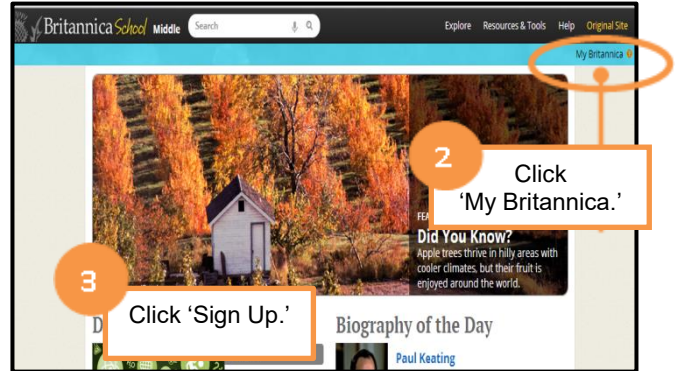 Britannica School Middle Search Explore Resources & Tools Help Original Site
My Britannica
2
Click
'My Britannica.'
Did You Know?
Apple trees thrive in hilly areas with
cooler climates, but their fruit is
enjoyed around the world.
3
Click 'Sign Up.'
Biography of the Day
Paul Keating